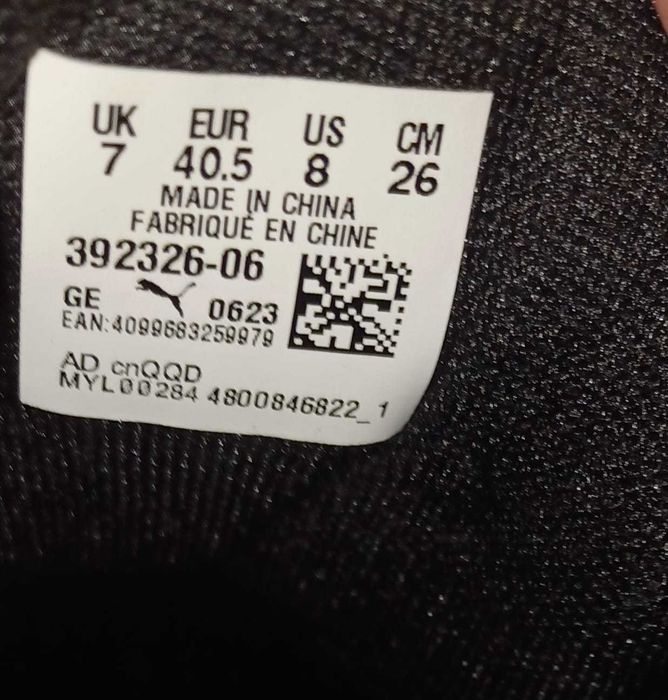 UK EUR US CM
7 40.5 8 26
MADE IN CHINA
FABRIQUÉ EN CHINE
392326-06
GE 0623
EAN:4099683259979
AD cnQQD
MYL00284 4800846822_1